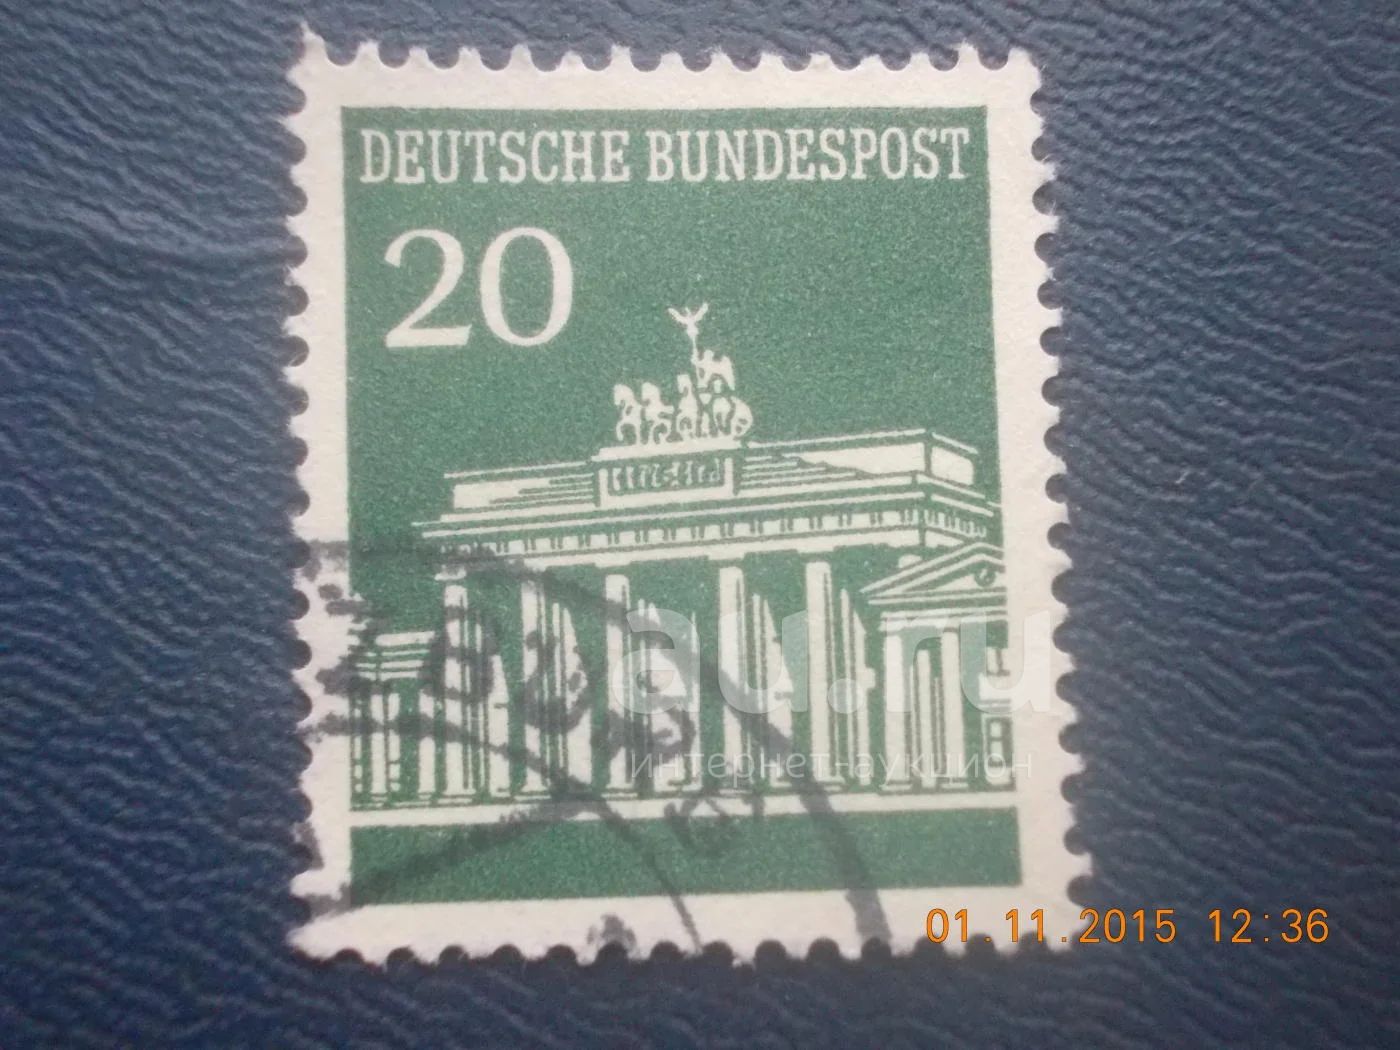 DEUTSCHE BUNDESPOST
20
au.ru
интернет-аукцион
01.11.2015 12:36